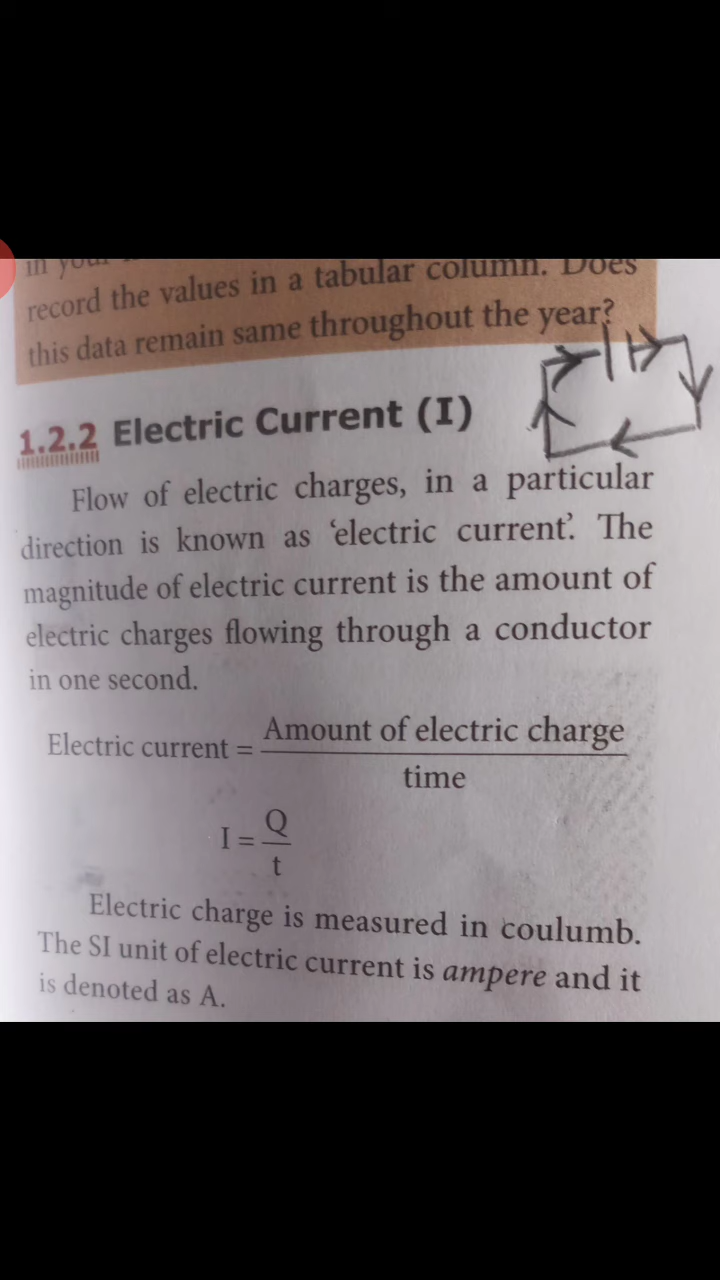 in your
record the values in a tabular column. Does
this data remain same throughout the year?
1.2.2 Electric Current (I)
Flow of electric charges, in a particular
direction is known as ‘electric current’. The
magnitude of electric current is the amount of
electric charges flowing through a conductor
in one second.
Electric current = Amount of electric charge
time
I = Q
t
Electric charge is measured in coulumb.
The SI unit of electric current is ampere and it
is denoted as A.